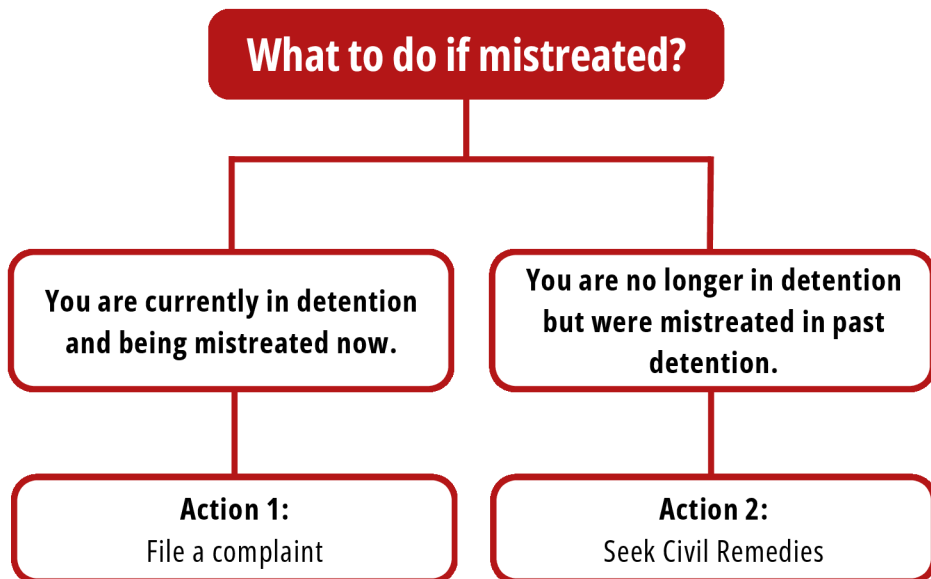 What to do if mistreated?
You are currently in detention
and being mistreated now.
You are no longer in detention
but were mistreated in past
detention.
Action 1:
File a complaint
Action 2:
Seek Civil Remedies